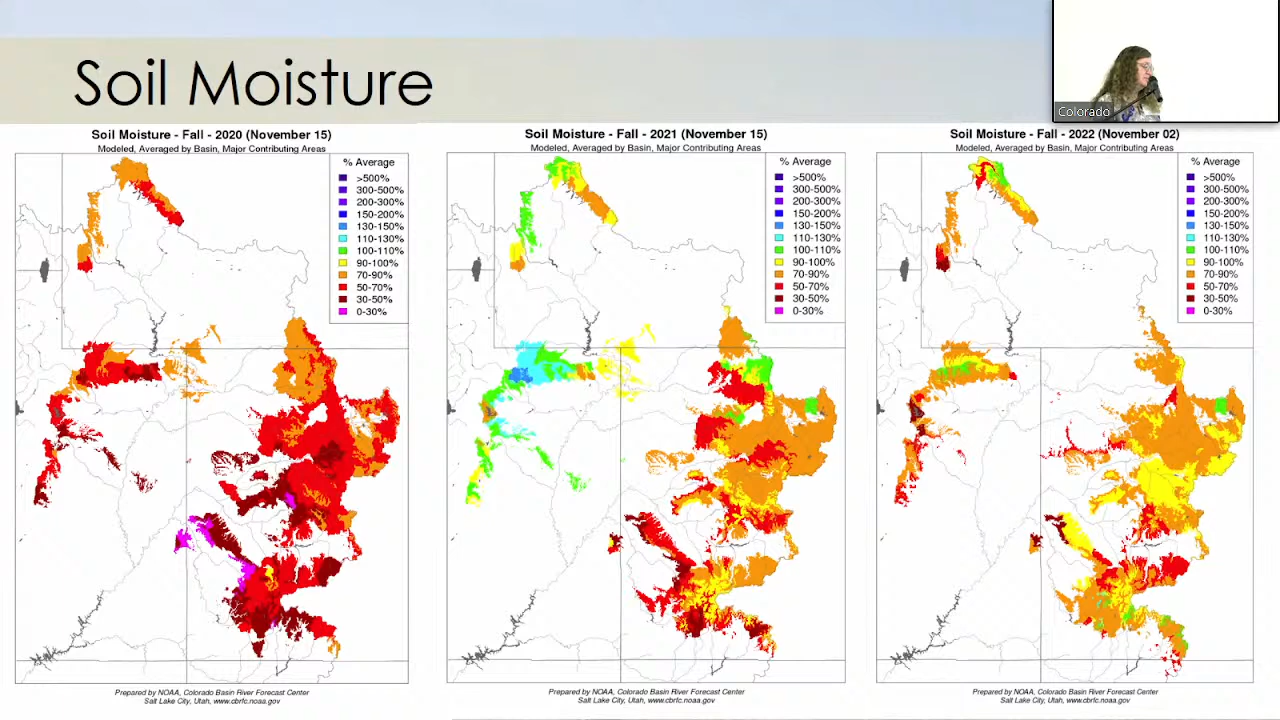 Soil Moisture
Colorado
Soil Moisture - Fall - 2020 (November 15)
Modeled, Averaged by Basin, Major Contributing Areas
% Average
>500%
300-500%
200-300%
150-200%
130-150%
110-130%
100-110%
90-100%
70-90%
50-70%
30-50%
0-30%
Prepared by NOAA, Colorado Basin River Forecast Center
Salt Lake City, Utah, www.cbrfc.noaa.gov
Soil Moisture - Fall - 2021 (November 15)
Modeled, Averaged by Basin, Major Contributing Areas
% Average
>500%
300-500%
200-300%
150-200%
130-150%
110-130%
100-110%
90-100%
70-90%
50-70%
30-50%
0-30%
Prepared by NOAA, Colorado Basin River Forecast Center
Salt Lake City, Utah, www.cbrfc.noaa.gov
Soil Moisture - Fall - 2022 (November 02)
Modeled, Averaged by Basin, Major Contributing Areas
% Average
>500%
300-500%
200-300%
150-200%
130-150%
110-130%
100-110%
90-100%
70-90%
50-70%
30-50%
0-30%
Prepared by NOAA, Colorado Basin River Forecast Center
Salt Lake City, Utah, www.cbrfc.noaa.gov